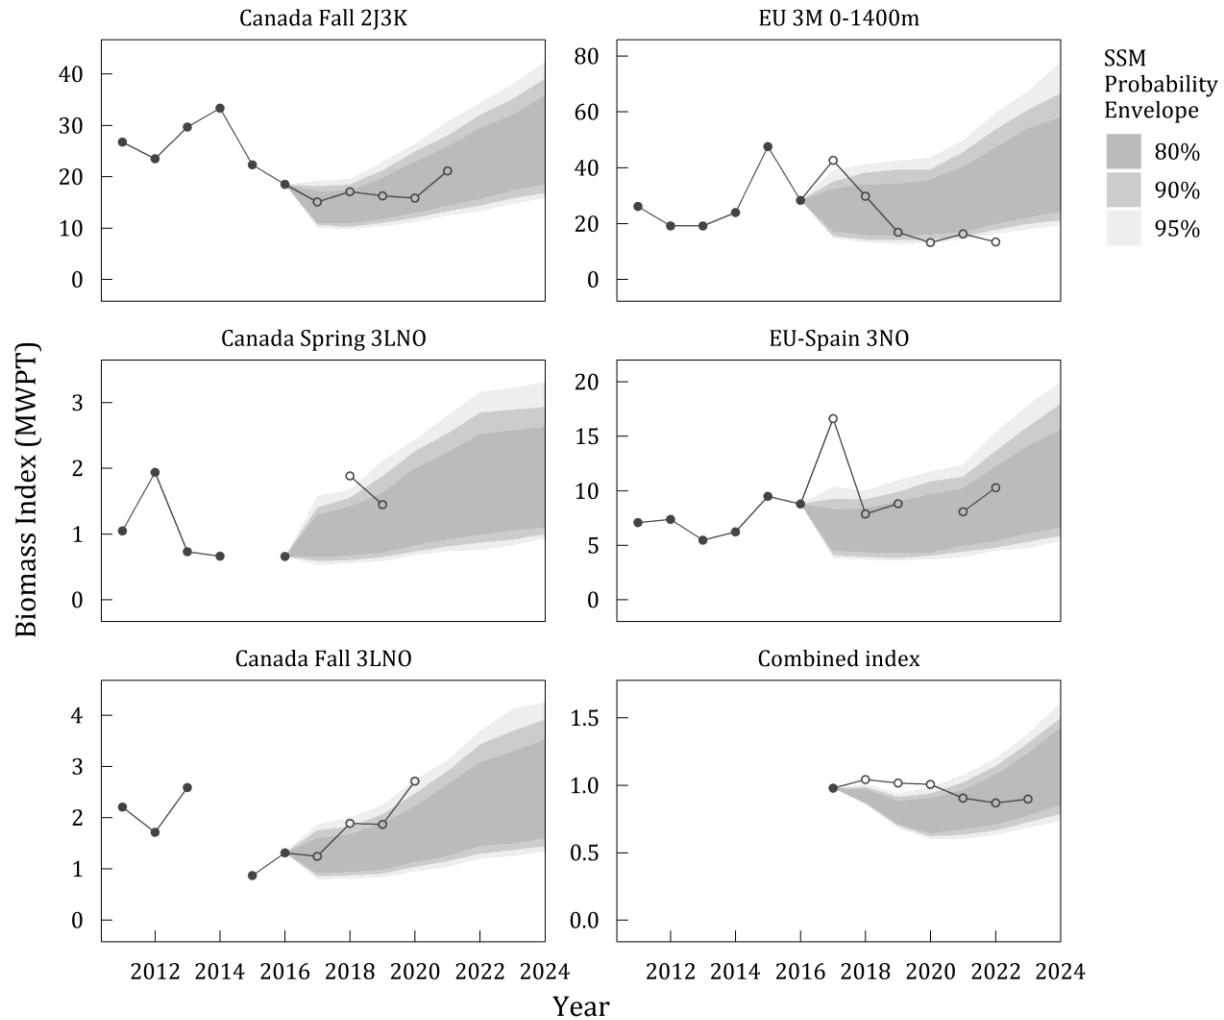 Canada Fall 2J3K
EU 3M 0-1400m
40
30
20
10
0
80
60
40
20
0
SSM
Probability
Envelope
80%
90%
95%
Biomass Index (MWPT)
Canada Spring 3LNO
EU-Spain 3NO
3
2
1
0
20
15
10
5
0
Canada Fall 3LNO
Combined index
4
3
2
1
0
1.5
1.0
0.5
0.0
2012 2014 2016 2018 2020 2022 2024
2012 2014 2016 2018 2020 2022 2024
Year